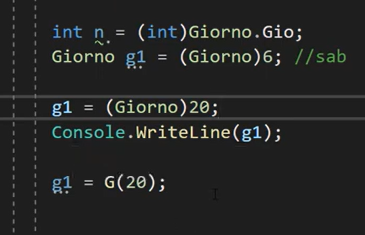 int n = (int)Giorno.Gio;
Giorno g1 = (Giorno)6; //sab
g1 = (Giorno)20;
Console.WriteLine(g1);
g1 = G(20);